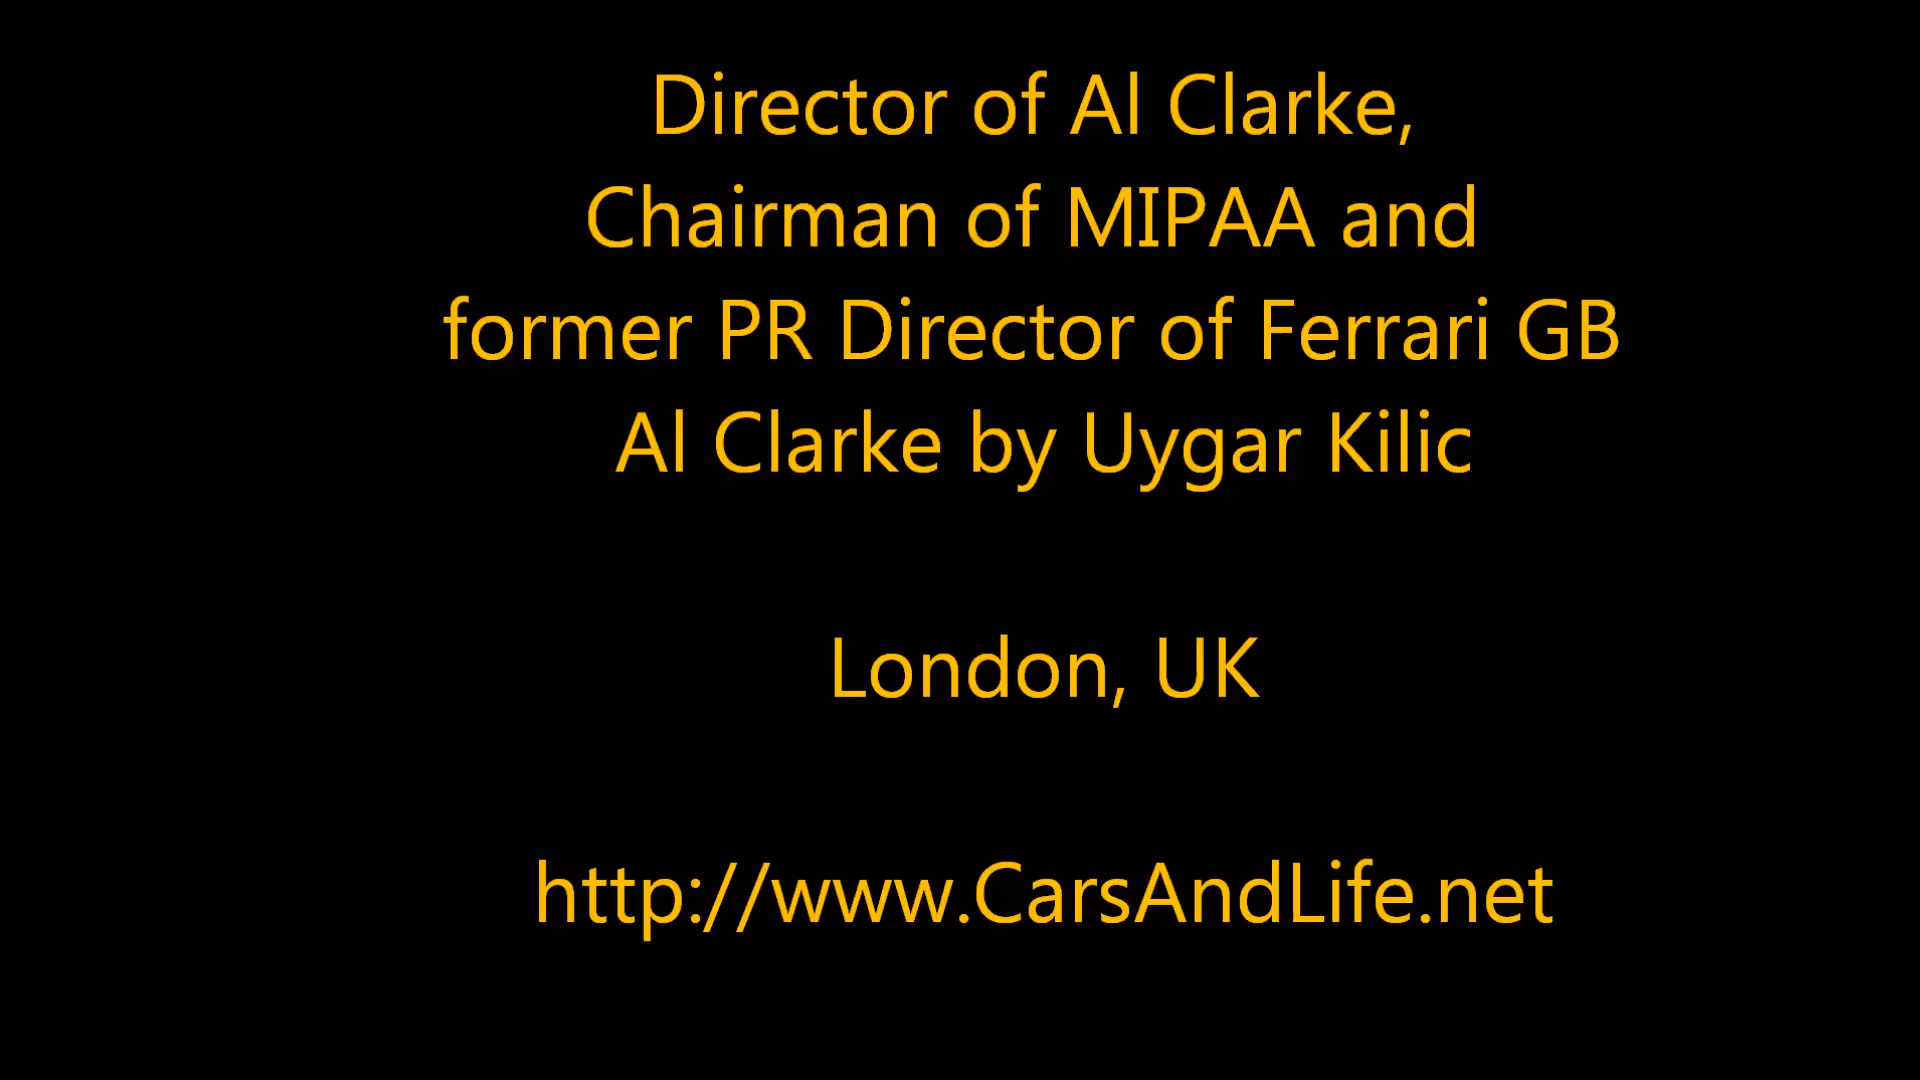 Director of Al Clarke,
Chairman of MIPAA and
former PR Director of Ferrari GB
Al Clarke by Uygar Kilic
London, UK
http://www.CarsAndLife.net